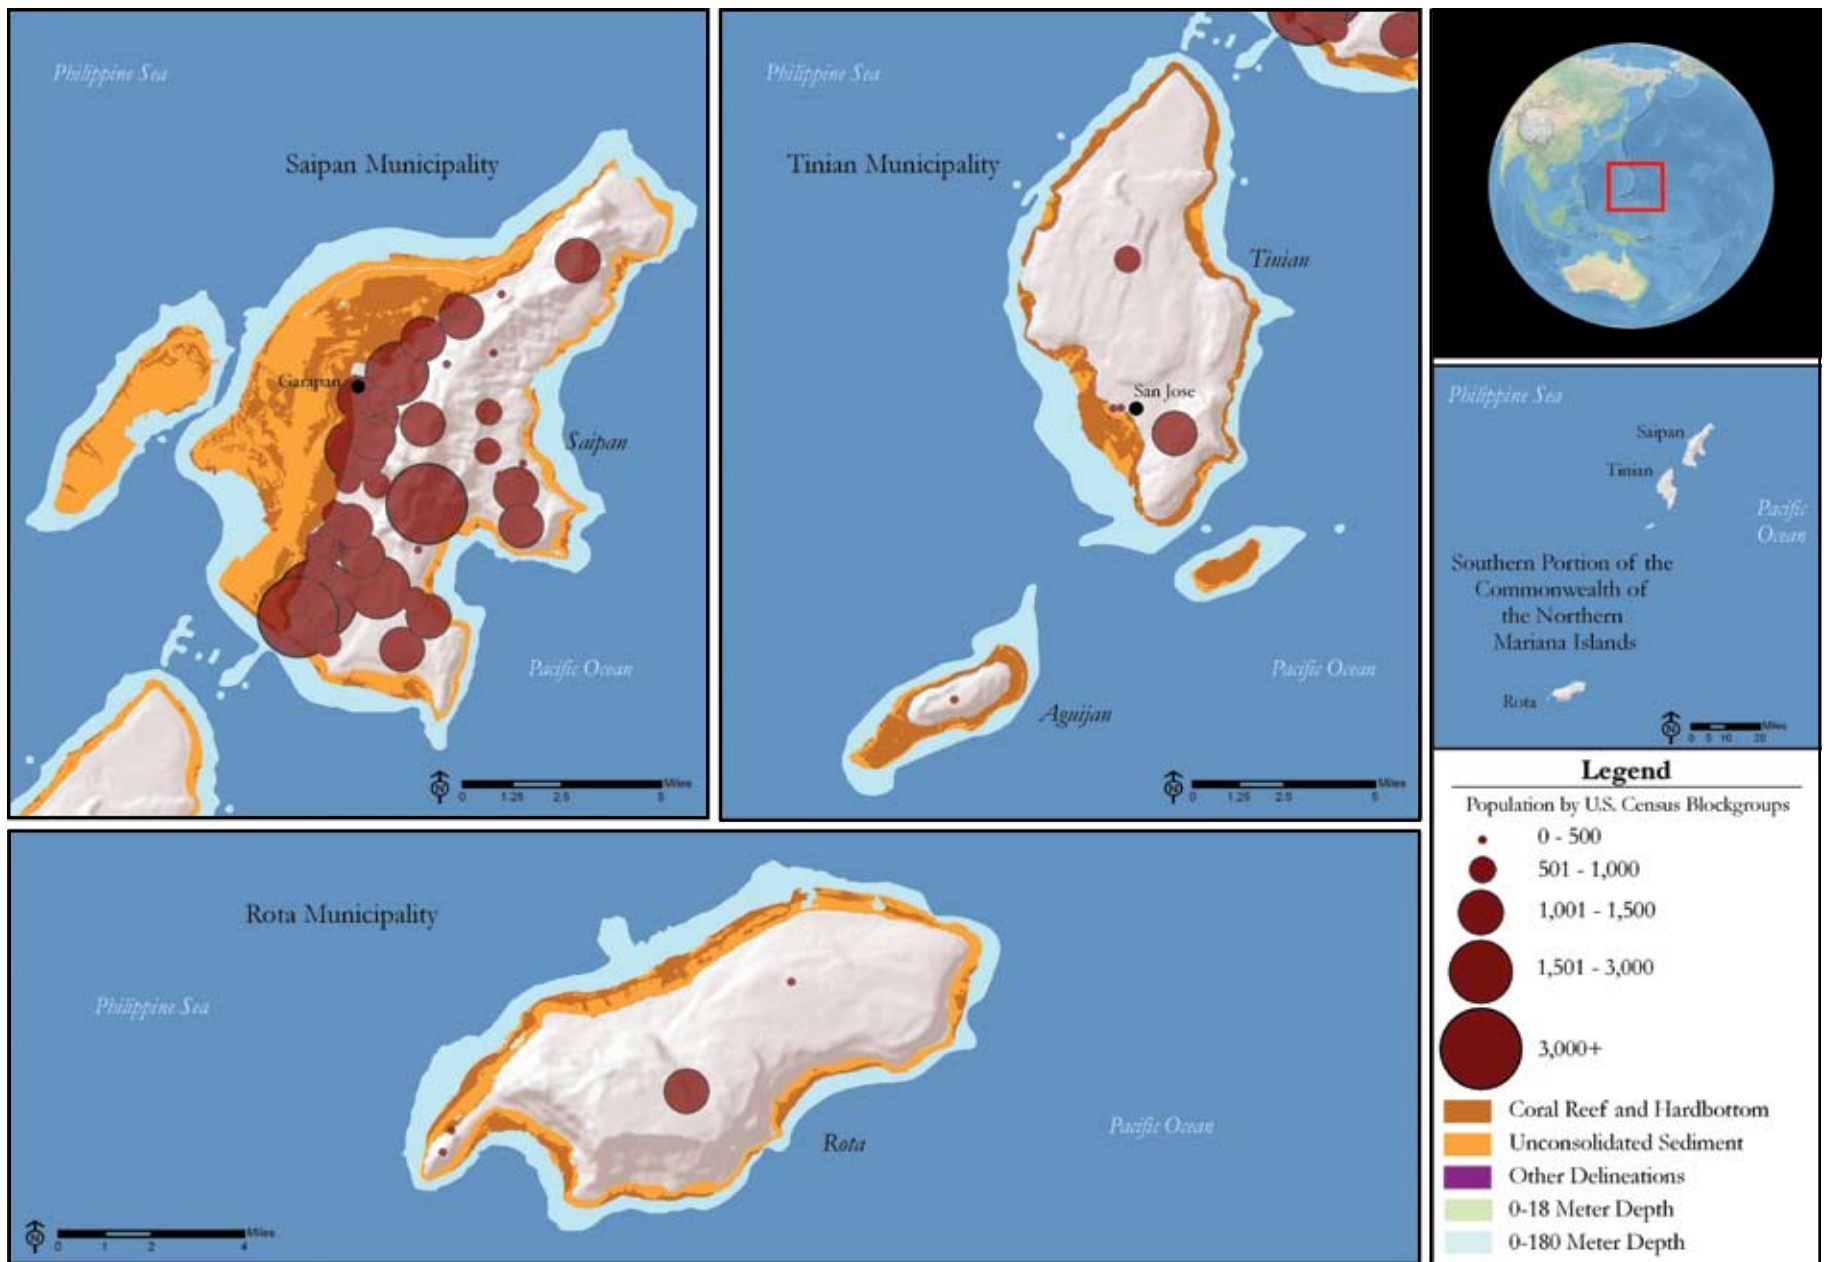 Philippine Sea
Saipan Municipality
Garapan
Saipan
Pacific Ocean
Miles
0 1.25 2.5 5
N
Philippine Sea
Tinian Municipality
Tinian
San Jose
Aguijan
Pacific Ocean
Miles
0 1.25 2.5 5
N
Rota Municipality
Philippine Sea
Rota
Pacific Ocean
Miles
0 1 2 4
N
Philippine Sea
Saipan
Tinian
Pacific
Ocean
Southern Portion of the
Commonwealth of
the Northern
Mariana Islands
Rota
Miles
0 5 10 20
N
Legend
Population by U.S. Census Blockgroups
0 - 500
501 - 1,000
1,001 - 1,500
1,501 - 3,000
3,000+
Coral Reef and Hardbottom
Unconsolidated Sediment
Other Delineations
0-18 Meter Depth
0-180 Meter Depth